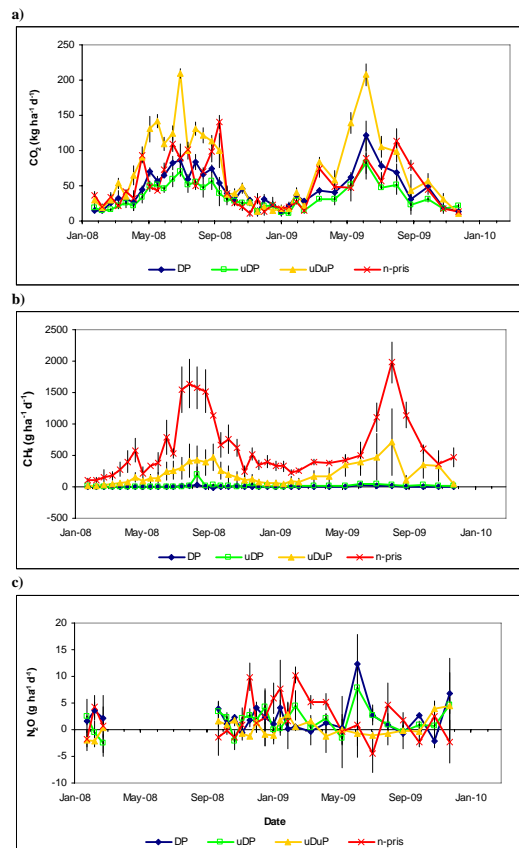 a)
250
200
150
100
50
0
CO₂ (kg ha⁻¹ d⁻¹)
Jan-08 May-08 Sep-08 Jan-09 May-09 Sep-09 Jan-10
DP uDP uDuP n-pris
b)
2500
2000
1500
1000
500
0
-500
CH₄ (g ha⁻¹ d⁻¹)
Jan-08 May-08 Sep-08 Jan-09 May-09 Sep-09 Jan-10
DP uDP uDuP n-pris
c)
20
15
10
5
0
-5
-10
N₂O (g ha⁻¹ d⁻¹)
Jan-08 May-08 Sep-08 Jan-09 May-09 Sep-09 Jan-10
Date
DP uDP uDuP n-pris